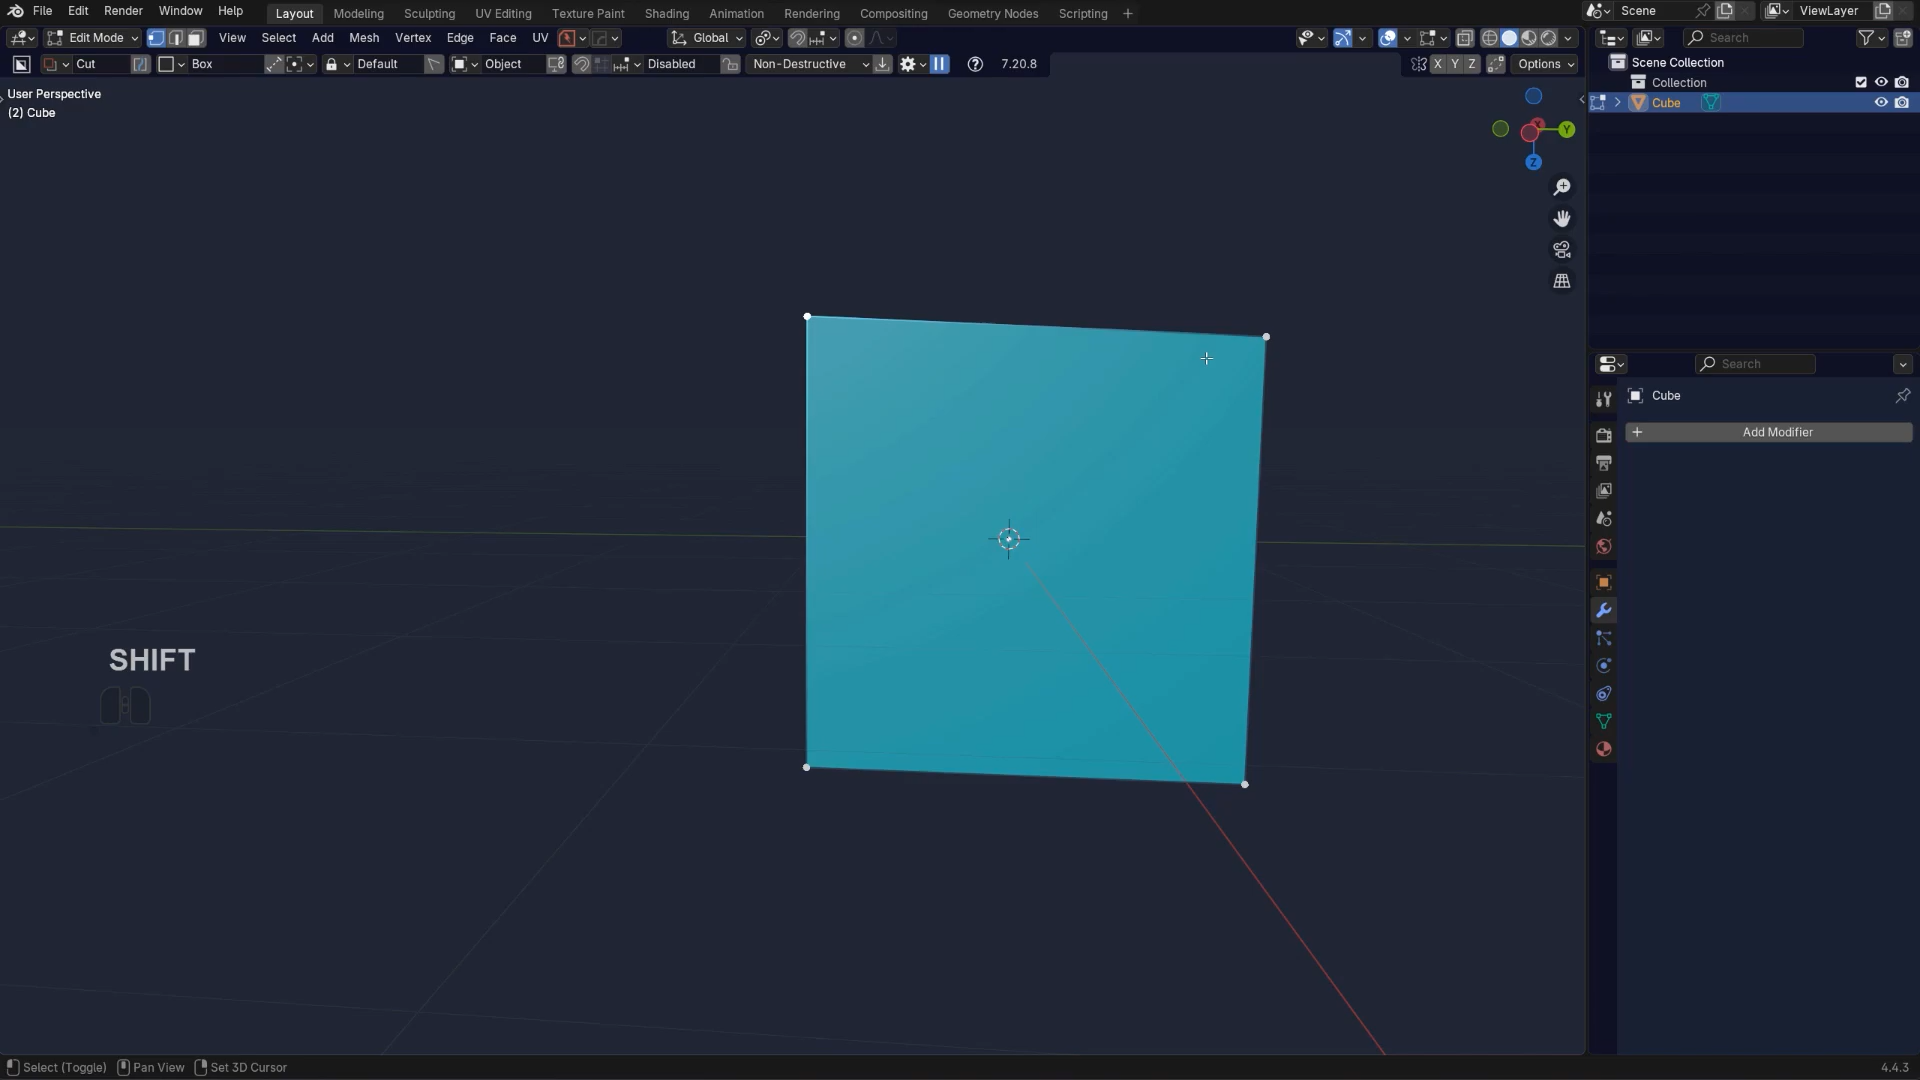 File Edit Render Window Help Layout Modeling Sculpting UV Editing Texture Paint Shading Animation Rendering Compositing Geometry Nodes Scripting + Scene ViewLayer
Edit Mode View Select Add Mesh Vertex Edge Face UV Global Search
Cut Box Default Object Disabled Non-Destructive 7.20.8 X Y Z Options
Scene Collection
Collection
Cube
User Perspective
(2) Cube
Y
Z
Search
Cube
+ Add Modifier
SHIFT
Select (Toggle) Pan View Set 3D Cursor 4.4.3